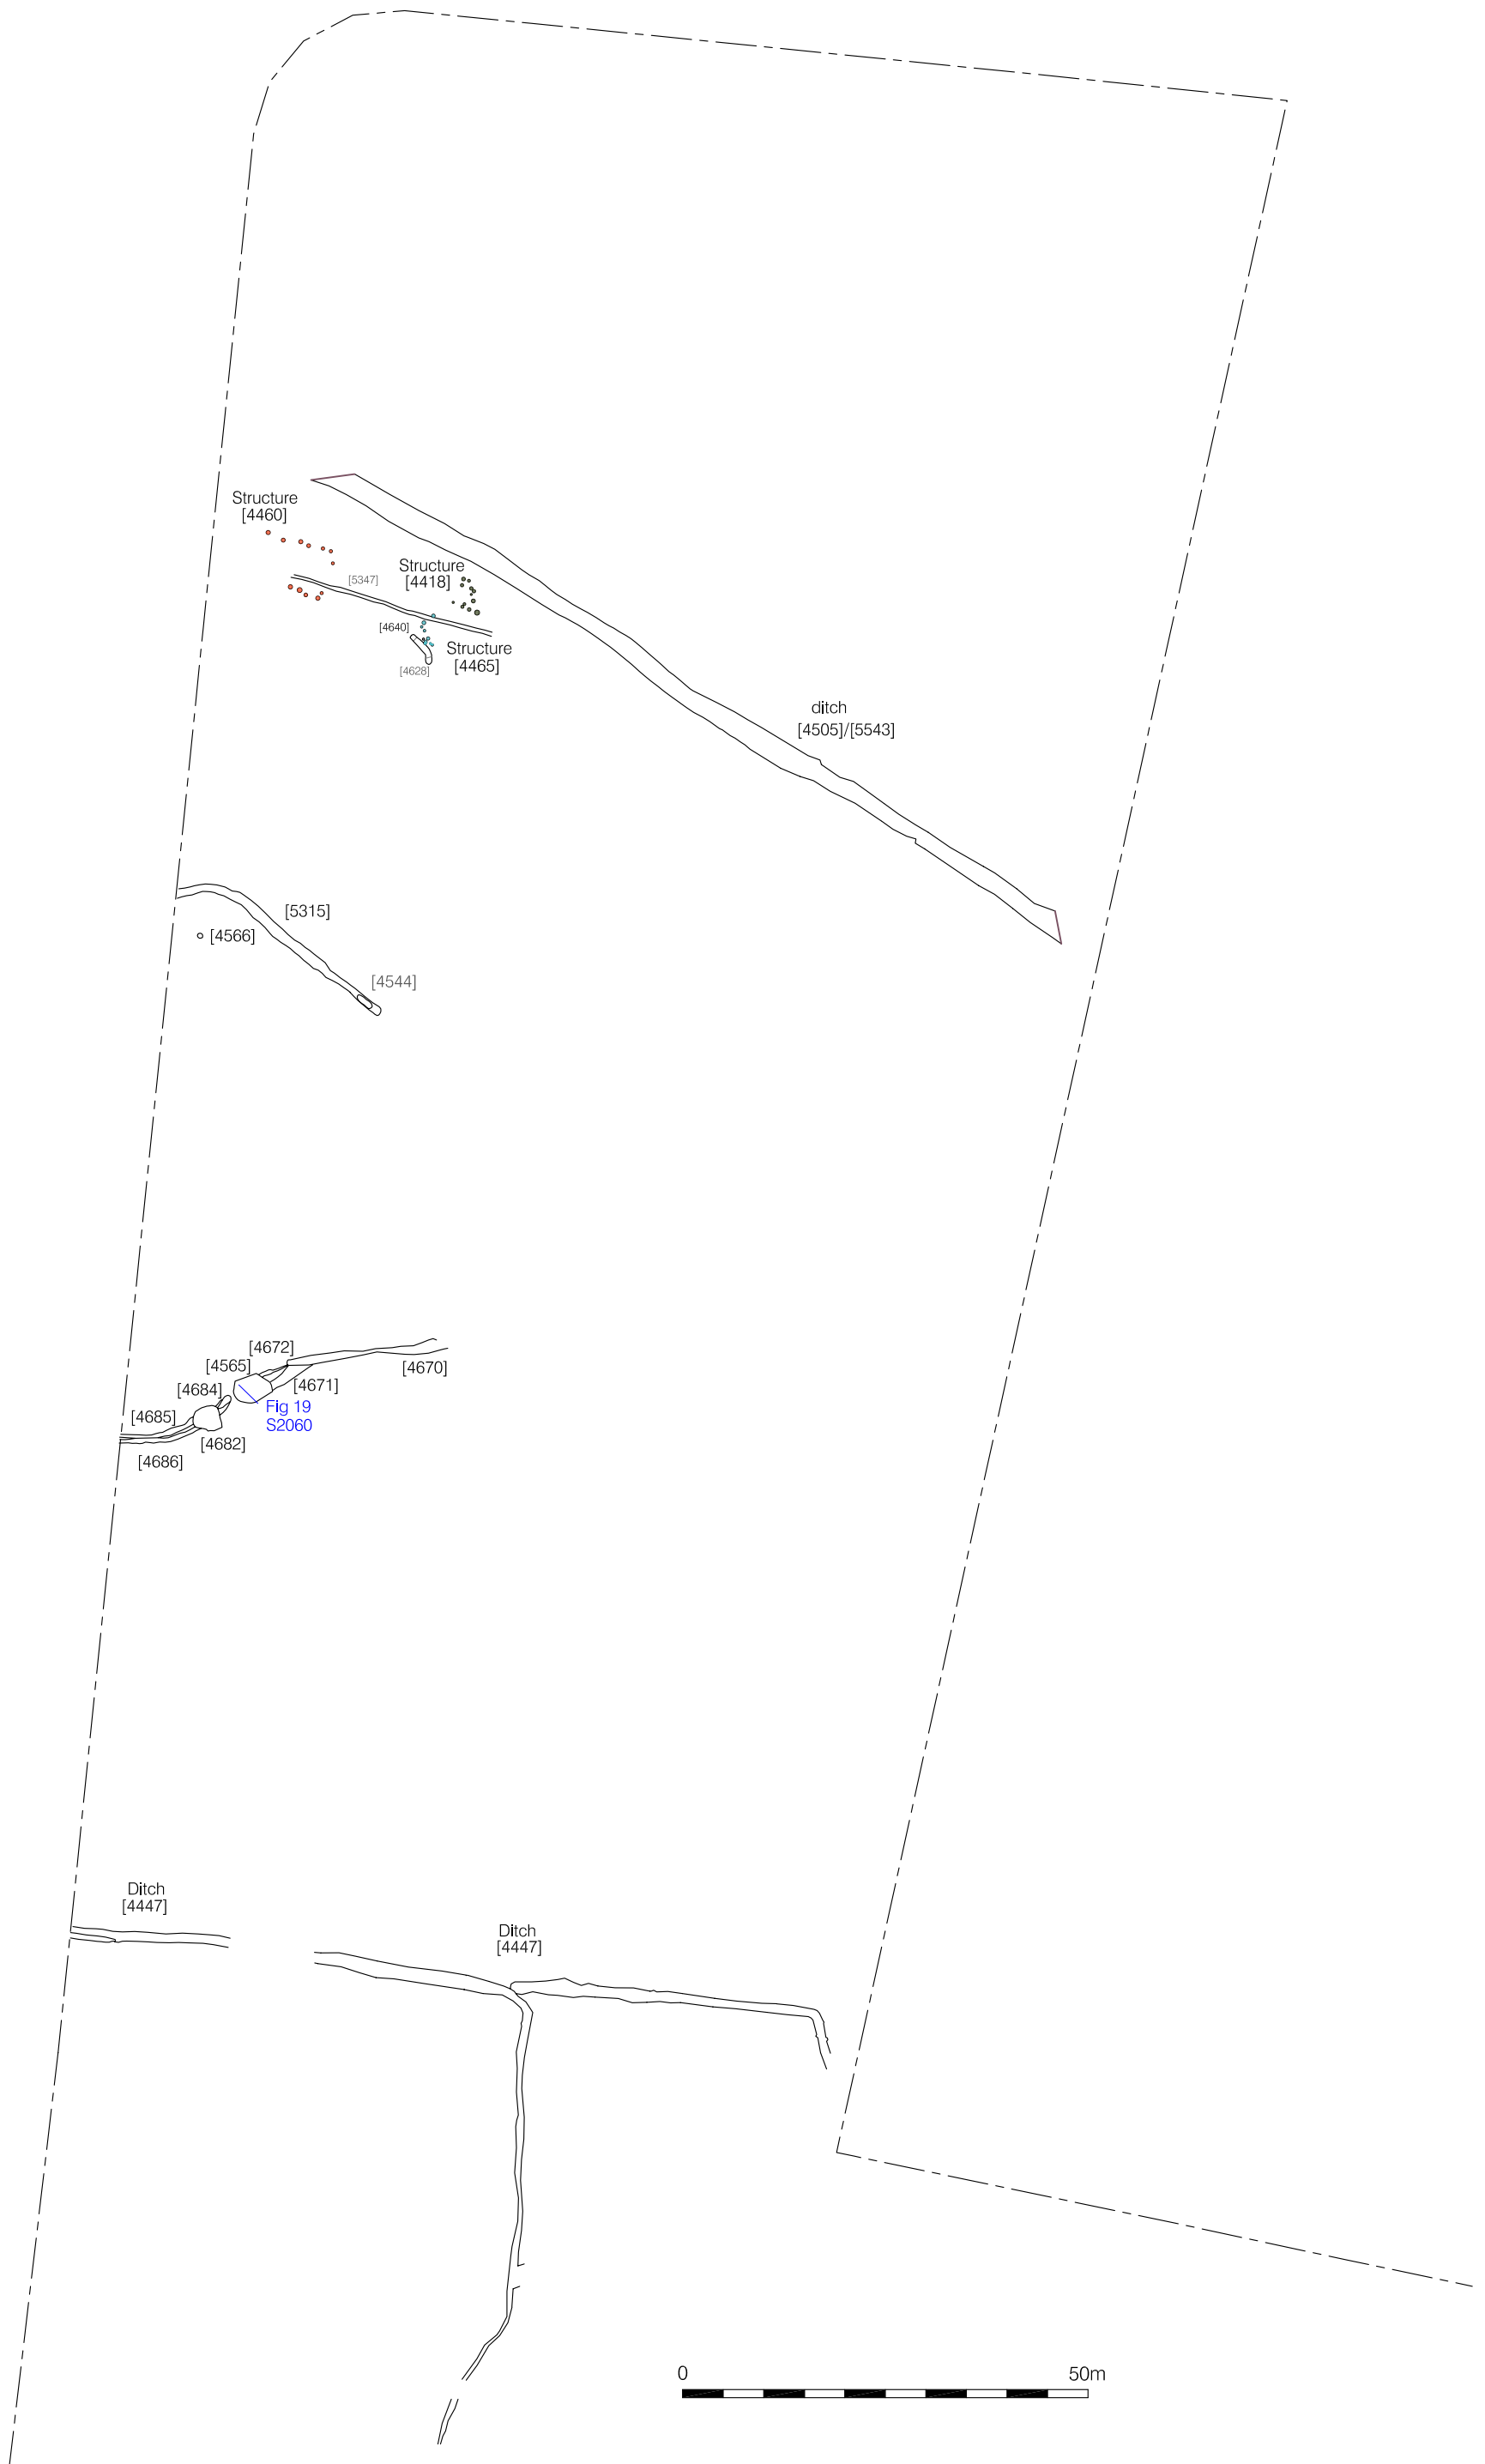 Structure
[4460]
Structure
[4418]
[5347]
[4640]
Structure
[4465]
[4628]
ditch
[4505]/[5543]
[5315]
[4566]
[4544]
[4672]
[4565]
[4670]
[4684]
[4671]
Fig 19
S2060
[4685]
[4682]
[4686]
Ditch
[4447]
Ditch
[4447]
0 50m